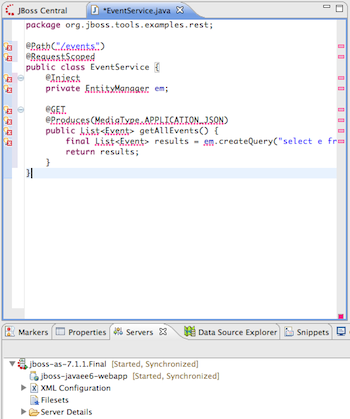 JBoss Central
*EventService.java
package org.jboss.tools.examples.rest;
@Path("/events")
@RequestScoped
public class EventService {
@Inject
private EntityManager em;
@GET
@Produces(MediaType.APPLICATION_JSON)
public List<Event> getAllEvents() {
final List<Event> results = em.createQuery("select e fr
return results;
}
}
Markers
Properties
Servers
Data Source Explorer
Snippets
jboss-as-7.1.1.Final [Started, Synchronized]
jboss-javaee6-webapp [Started, Synchronized]
XML Configuration
Filesets
Server Details